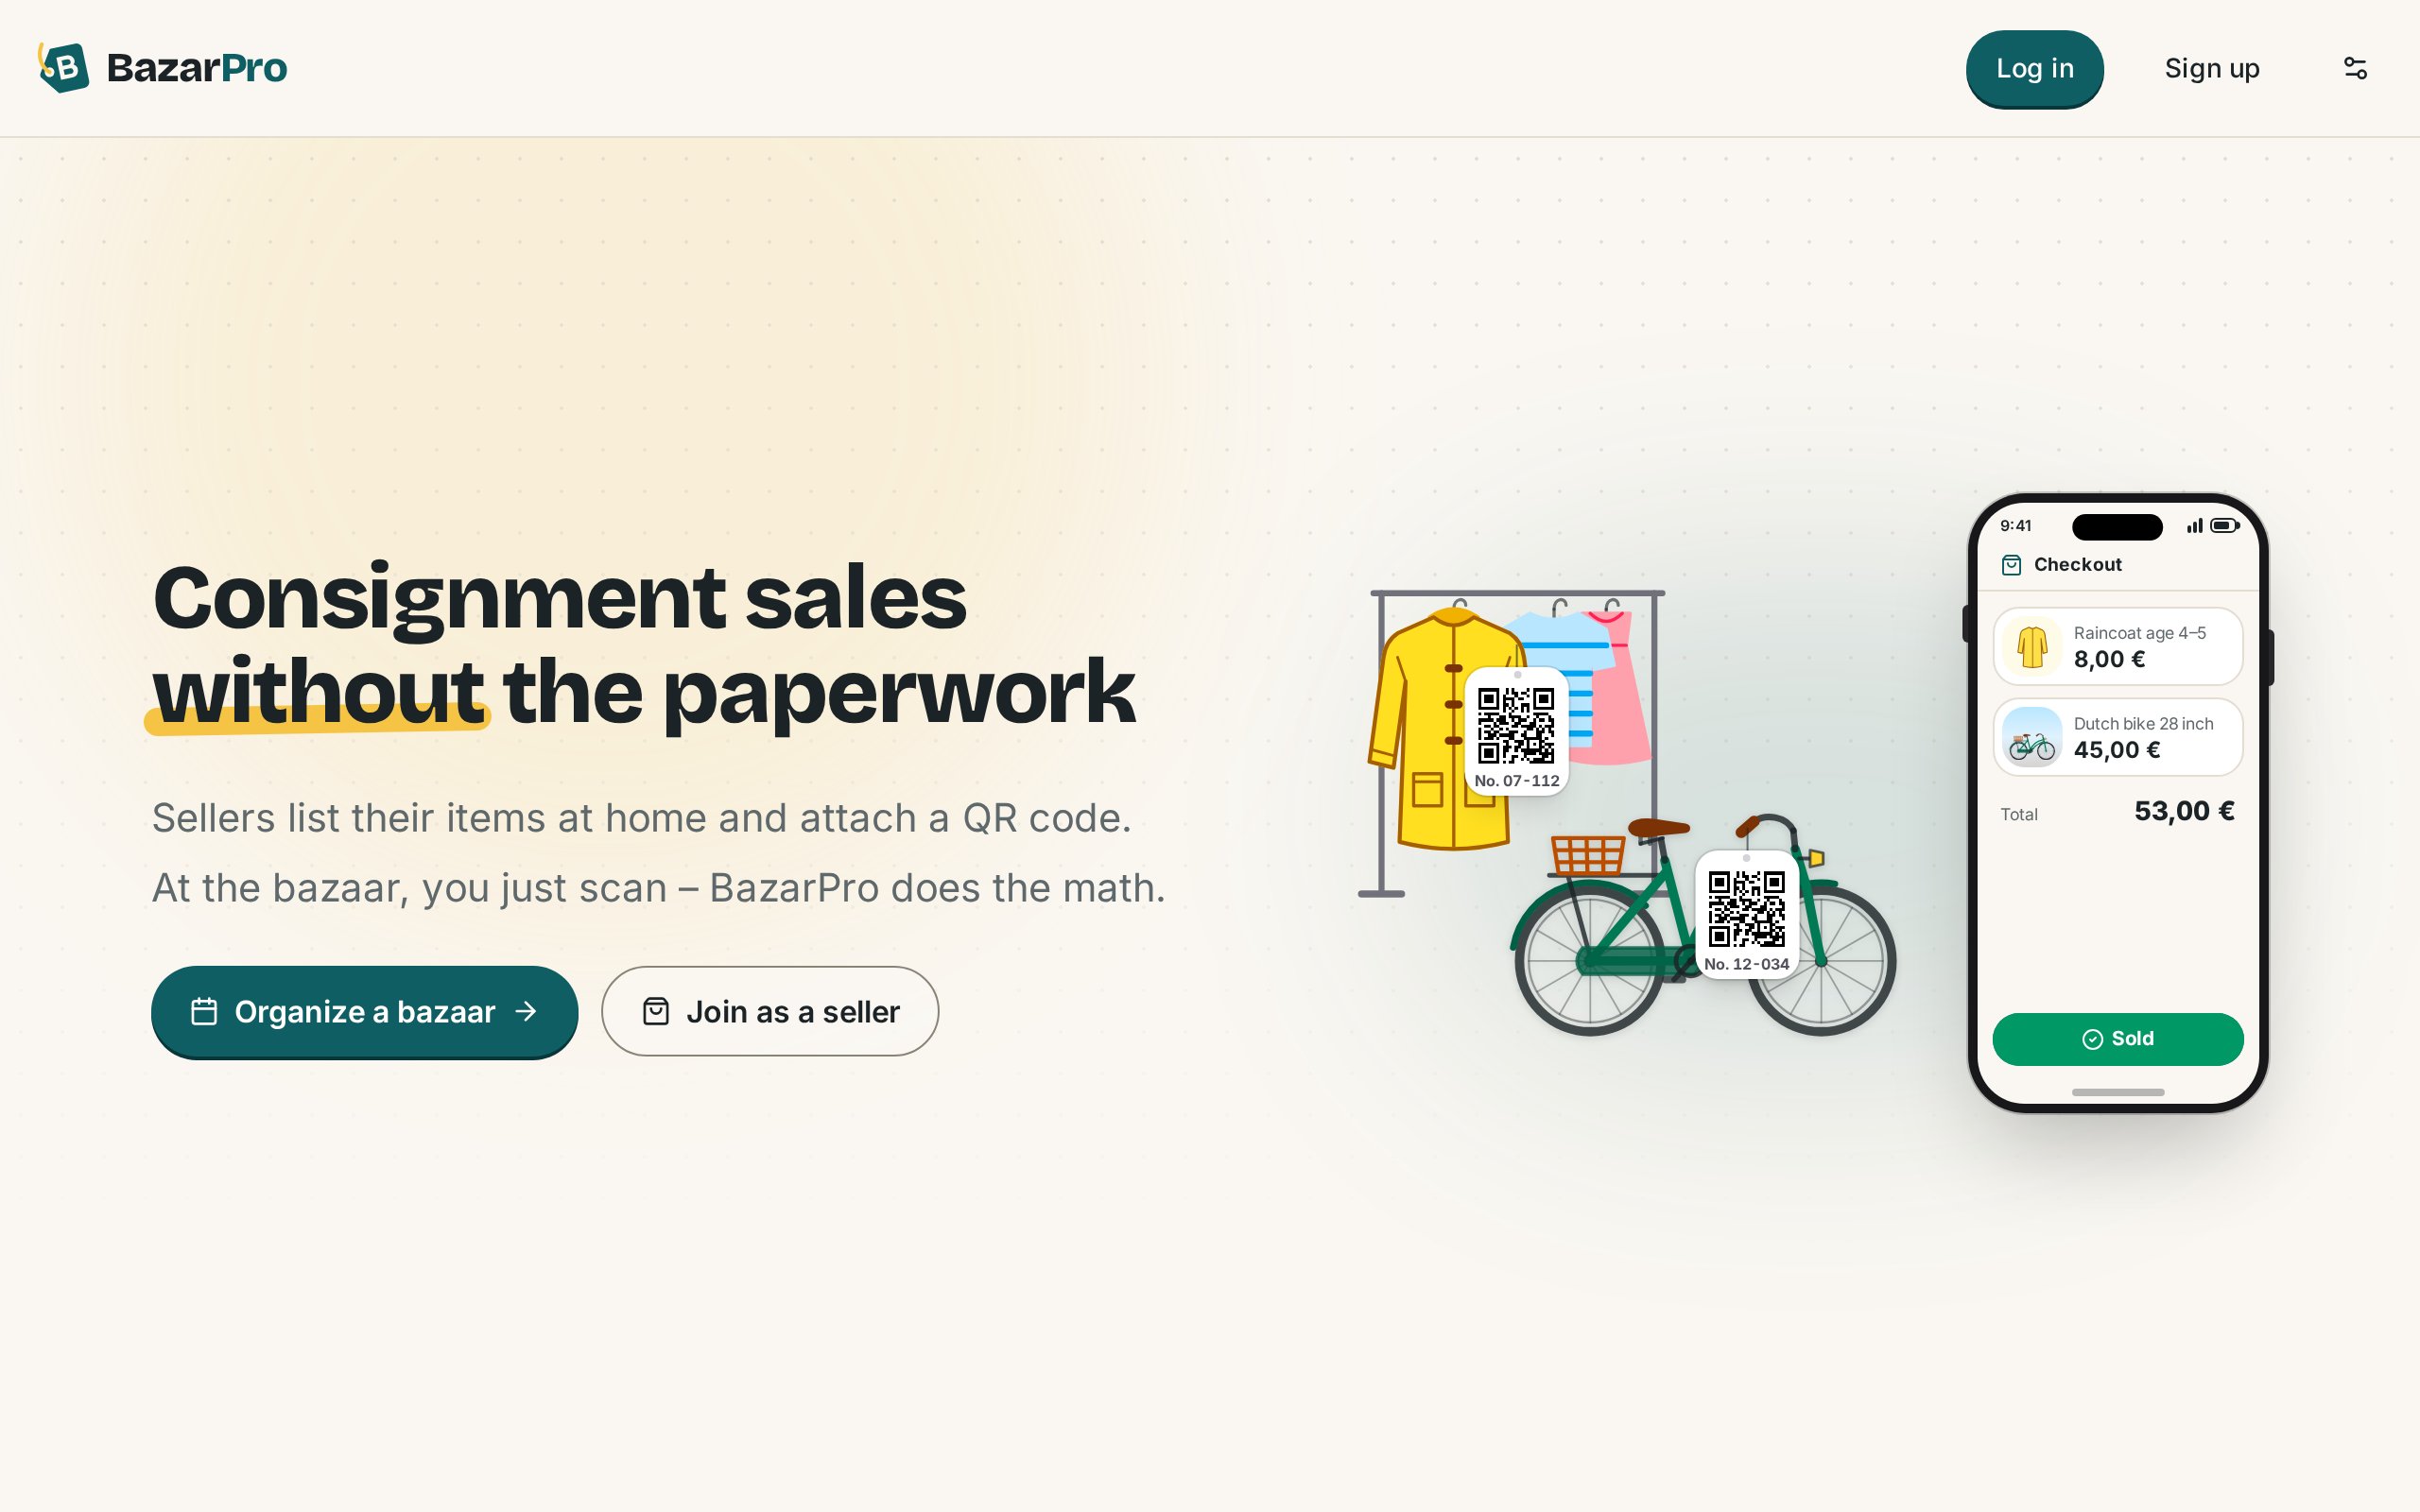 B BazarPro
Log in
Sign up
Consignment sales
without the paperwork
Sellers list their items at home and attach a QR code.
At the bazaar, you just scan – BazarPro does the math.
Organize a bazaar
Join as a seller
No. 07-112
No. 12-034
9:41
Checkout
Raincoat age 4–5
8,00 €
Dutch bike 28 inch
45,00 €
Total 53,00 €
Sold